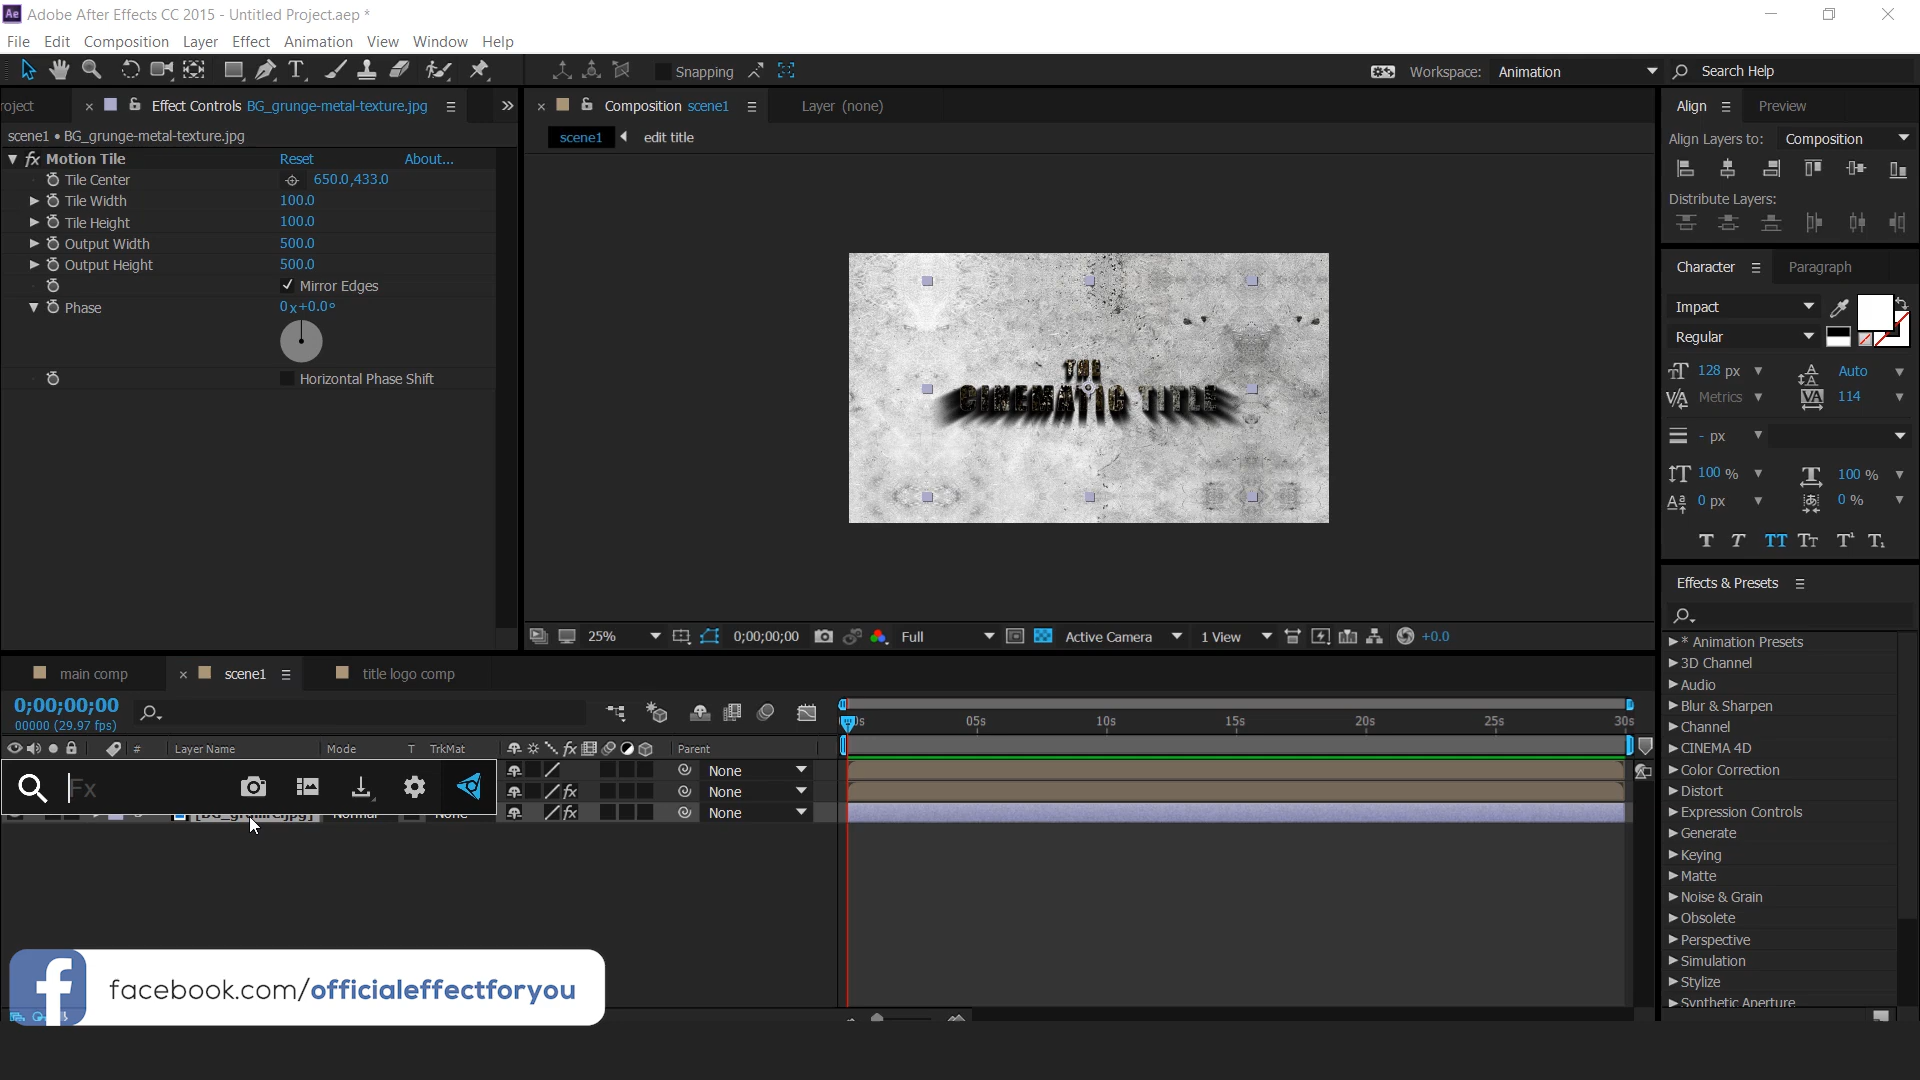 Ae Adobe After Effects CC 2015 - Untitled Project.aep *
File Edit Composition Layer Effect Animation View Window Help
Snapping
Workspace: Animation
Search Help
roject
Effect Controls BG_grunge-metal-texture.jpg
scene1 • BG_grunge-metal-texture.jpg
fx Motion Tile Reset About...
Tile Center 650.0,433.0
Tile Width 100.0
Tile Height 100.0
Output Width 500.0
Output Height 500.0
Mirror Edges
Phase 0x+0.0°
Horizontal Phase Shift
Composition scene1
Layer (none)
scene1 edit title
THE
CINEMATIC TITLE
25% 0;00;00;00 Full Active Camera 1 View +0.0
Align Preview
Align Layers to: Composition
Distribute Layers:
Character Paragraph
Impact
Regular
128 px Auto
Metrics 114
- px
100 % 100 %
0 px 0 %
Effects & Presets
* Animation Presets
3D Channel
Audio
Blur & Sharpen
Channel
CINEMA 4D
Color Correction
Distort
Expression Controls
Generate
Keying
Matte
Noise & Grain
Obsolete
Perspective
Simulation
Stylize
Synthetic Aperture
main comp scene1 title logo comp
0;00;00;00
00000 (29.97 fps)
05s 10s 15s 20s 25s 30s
# Layer Name Mode T TrkMat Parent
Fx
None
None
None
facebook.com/officialeffectforyou